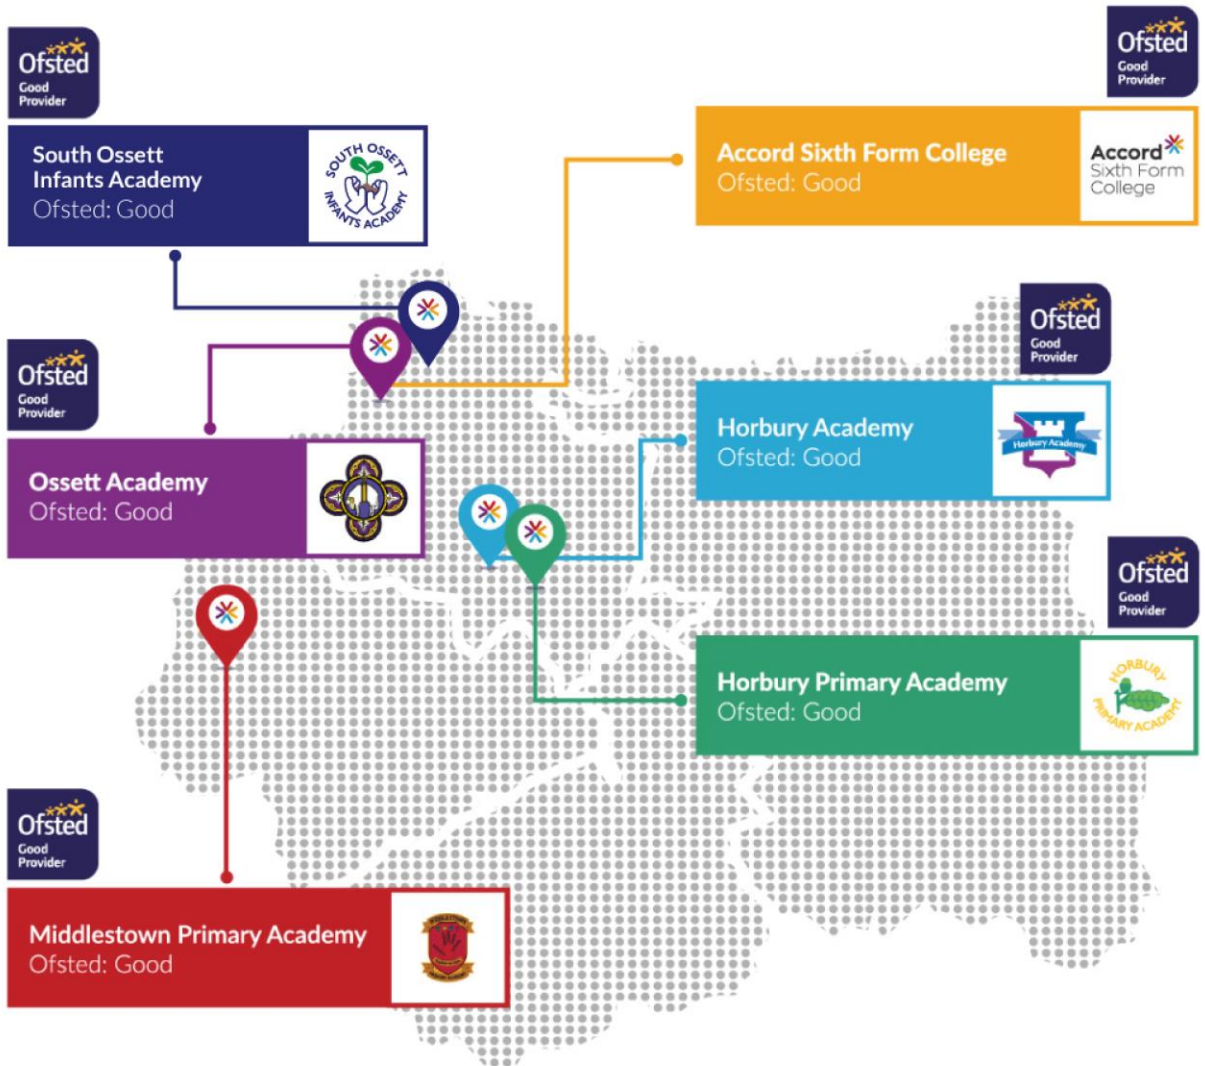 Ofsted
Good
Provider
South Ossett
Infants Academy
Ofsted: Good
SOUTH OSSETT
INFANTS ACADEMY
Ofsted
Good
Provider
Accord Sixth Form College
Ofsted: Good
Accord
Sixth Form
College
Ofsted
Good
Provider
Ossett Academy
Ofsted: Good
Ofsted
Good
Provider
Horbury Academy
Ofsted: Good
Horbury Academy
Ofsted
Good
Provider
Horbury Primary Academy
Ofsted: Good
HORBURY
PRIMARY ACADEMY
Ofsted
Good
Provider
Middlestown Primary Academy
Ofsted: Good